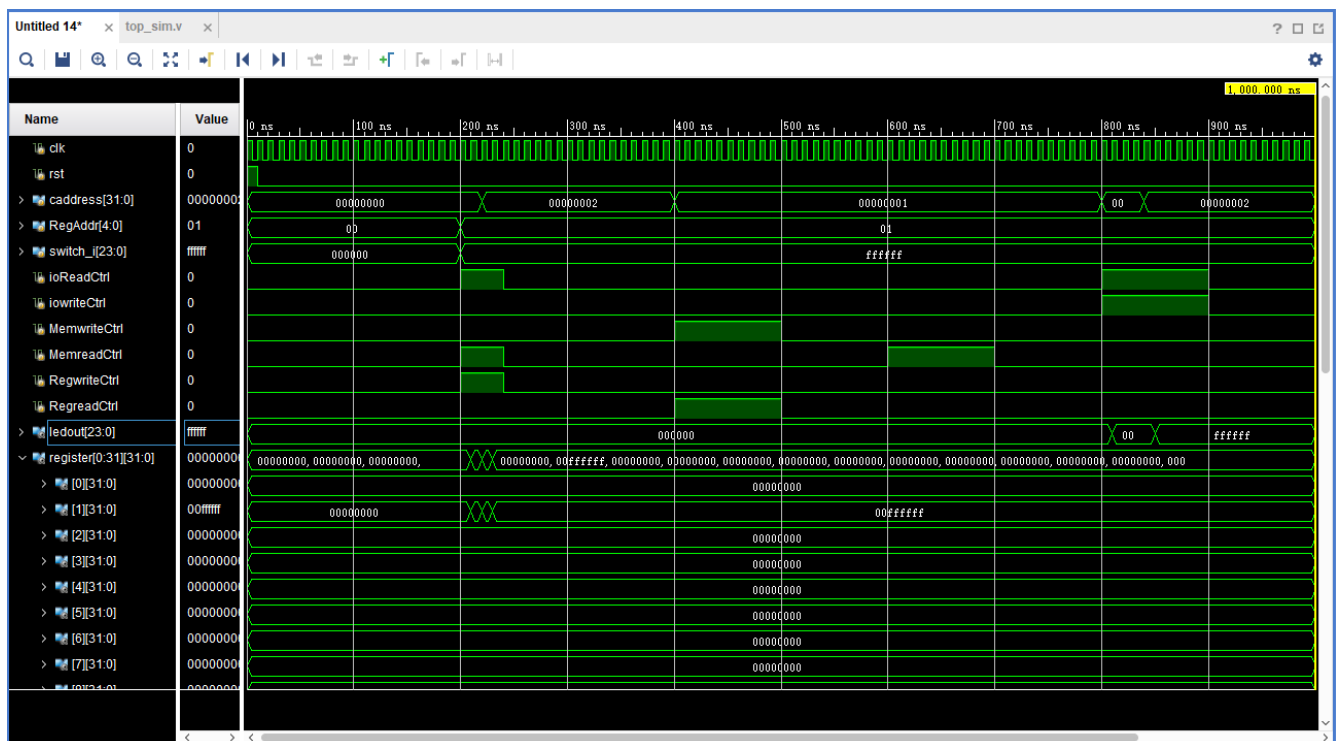 Untitled 14* × top_sim.v × ?
1,000.000 ns
Name Value 0 ns 100 ns 200 ns 300 ns 400 ns 500 ns 600 ns 700 ns 800 ns 900 ns
clk 0
rst 0
caddress[31:0] 00000002 00000000 00000002 00000001 00 00000002
RegAddr[4:0] 01 00 01
switch_i[23:0] ffffff 000000 ffffff
ioReadCtrl 0
iowriteCtrl 0
MemwriteCtrl 0
MemreadCtrl 0
RegwriteCtrl 0
RegreadCtrl 0
ledout[23:0] ffffff 000000 00 ffffff
register[0:31][31:0] 0000000 00000000, 00000000, 00000000, 00000000, 00ffffff, 00000000, 00000000, 00000000, 00000000, 00000000, 00000000, 00000000, 00000000, 00000000, 00000000, 000
[0][31:0] 0000000 00000000
[1][31:0] 00ffffff 00000000 00ffffff
[2][31:0] 0000000 00000000
[3][31:0] 0000000 00000000
[4][31:0] 0000000 00000000
[5][31:0] 0000000 00000000
[6][31:0] 0000000 00000000
[7][31:0] 0000000 00000000